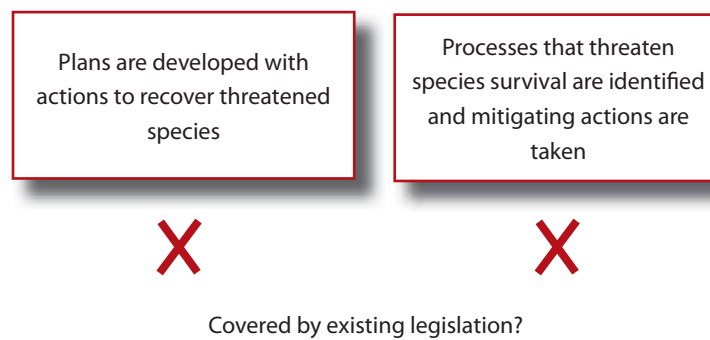 Plans are developed with
actions to recover threatened
species
Processes that threaten
species survival are identified
and mitigating actions are
taken
Covered by existing legislation?